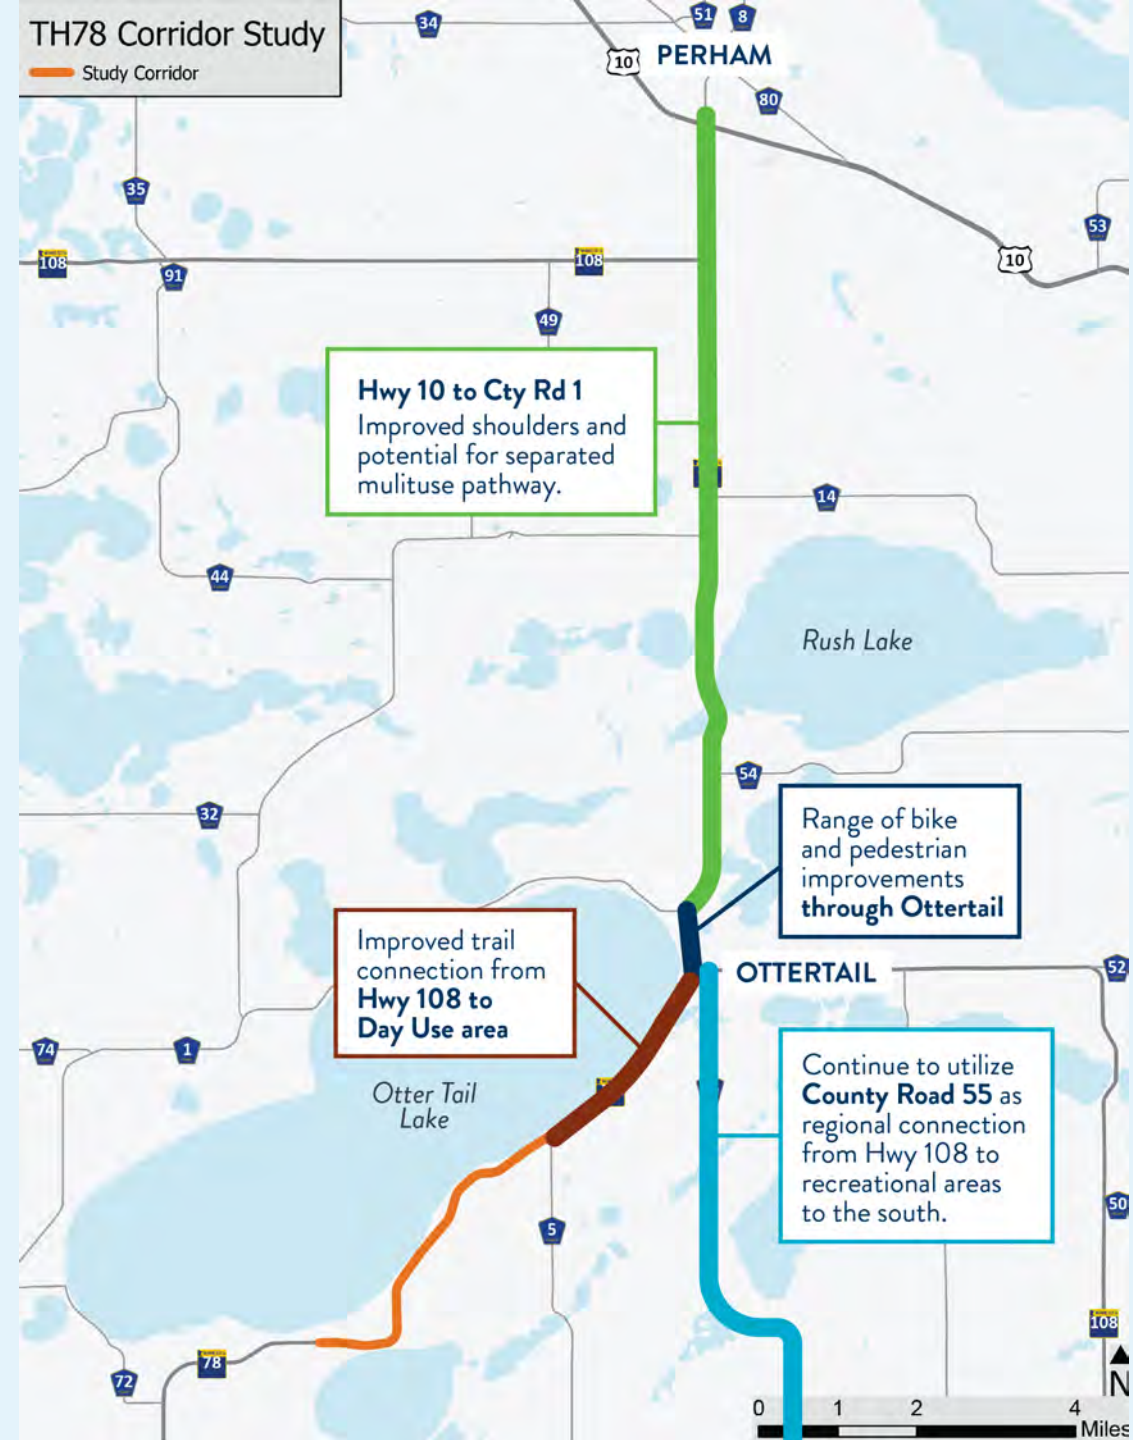 TH78 Corridor Study
Study Corridor
34
51
8
10
PERHAM
80
35
53
108
108
91
10
49
Hwy 10 to Cty Rd 1
Improved shoulders and
potential for separated
mulituse pathway.
14
44
Rush Lake
54
32
Range of bike
and pedestrian
improvements
through Ottertail
Improved trail
connection from
Hwy 108 to
Day Use area
OTTERTAIL
52
74
1
Otter Tail
Lake
Continue to utilize
County Road 55 as
regional connection
from Hwy 108 to
recreational areas
to the south.
50
5
108
78
72
N
0 1 2 4
Miles